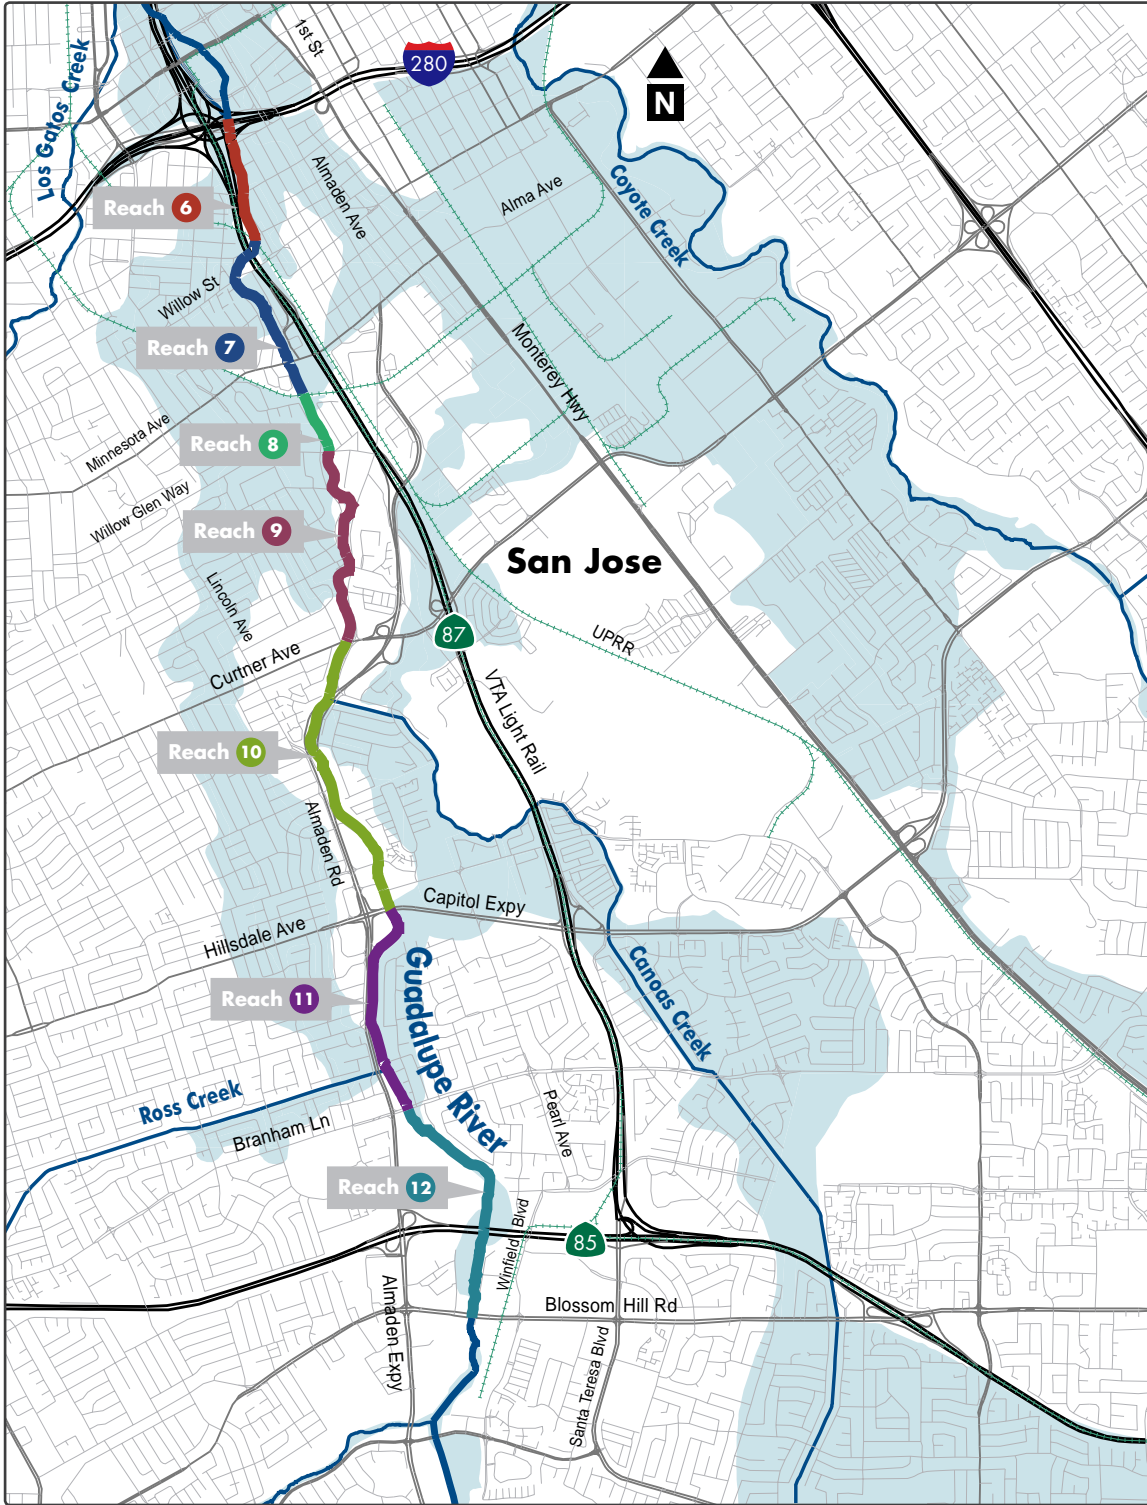 1st St
280
N
Los Gatos Creek
Almaden Ave
Alma Ave
Coyote Creek
Reach 6
Willow St
Reach 7
Monterey Hwy
Minnesota Ave
Reach 8
Willow Glen Way
Reach 9
San Jose
Lincoln Ave
87
UPRR
Curtner Ave
VTA Light Rail
Reach 10
Almaden Rd
Capitol Expy
Hillsdale Ave
Guadalupe River
Canoas Creek
Reach 11
Ross Creek
Pearl Ave
Branham Ln
Reach 12
Winfield Blvd
85
Almaden Expy
Blossom Hill Rd
Santa Teresa Blvd